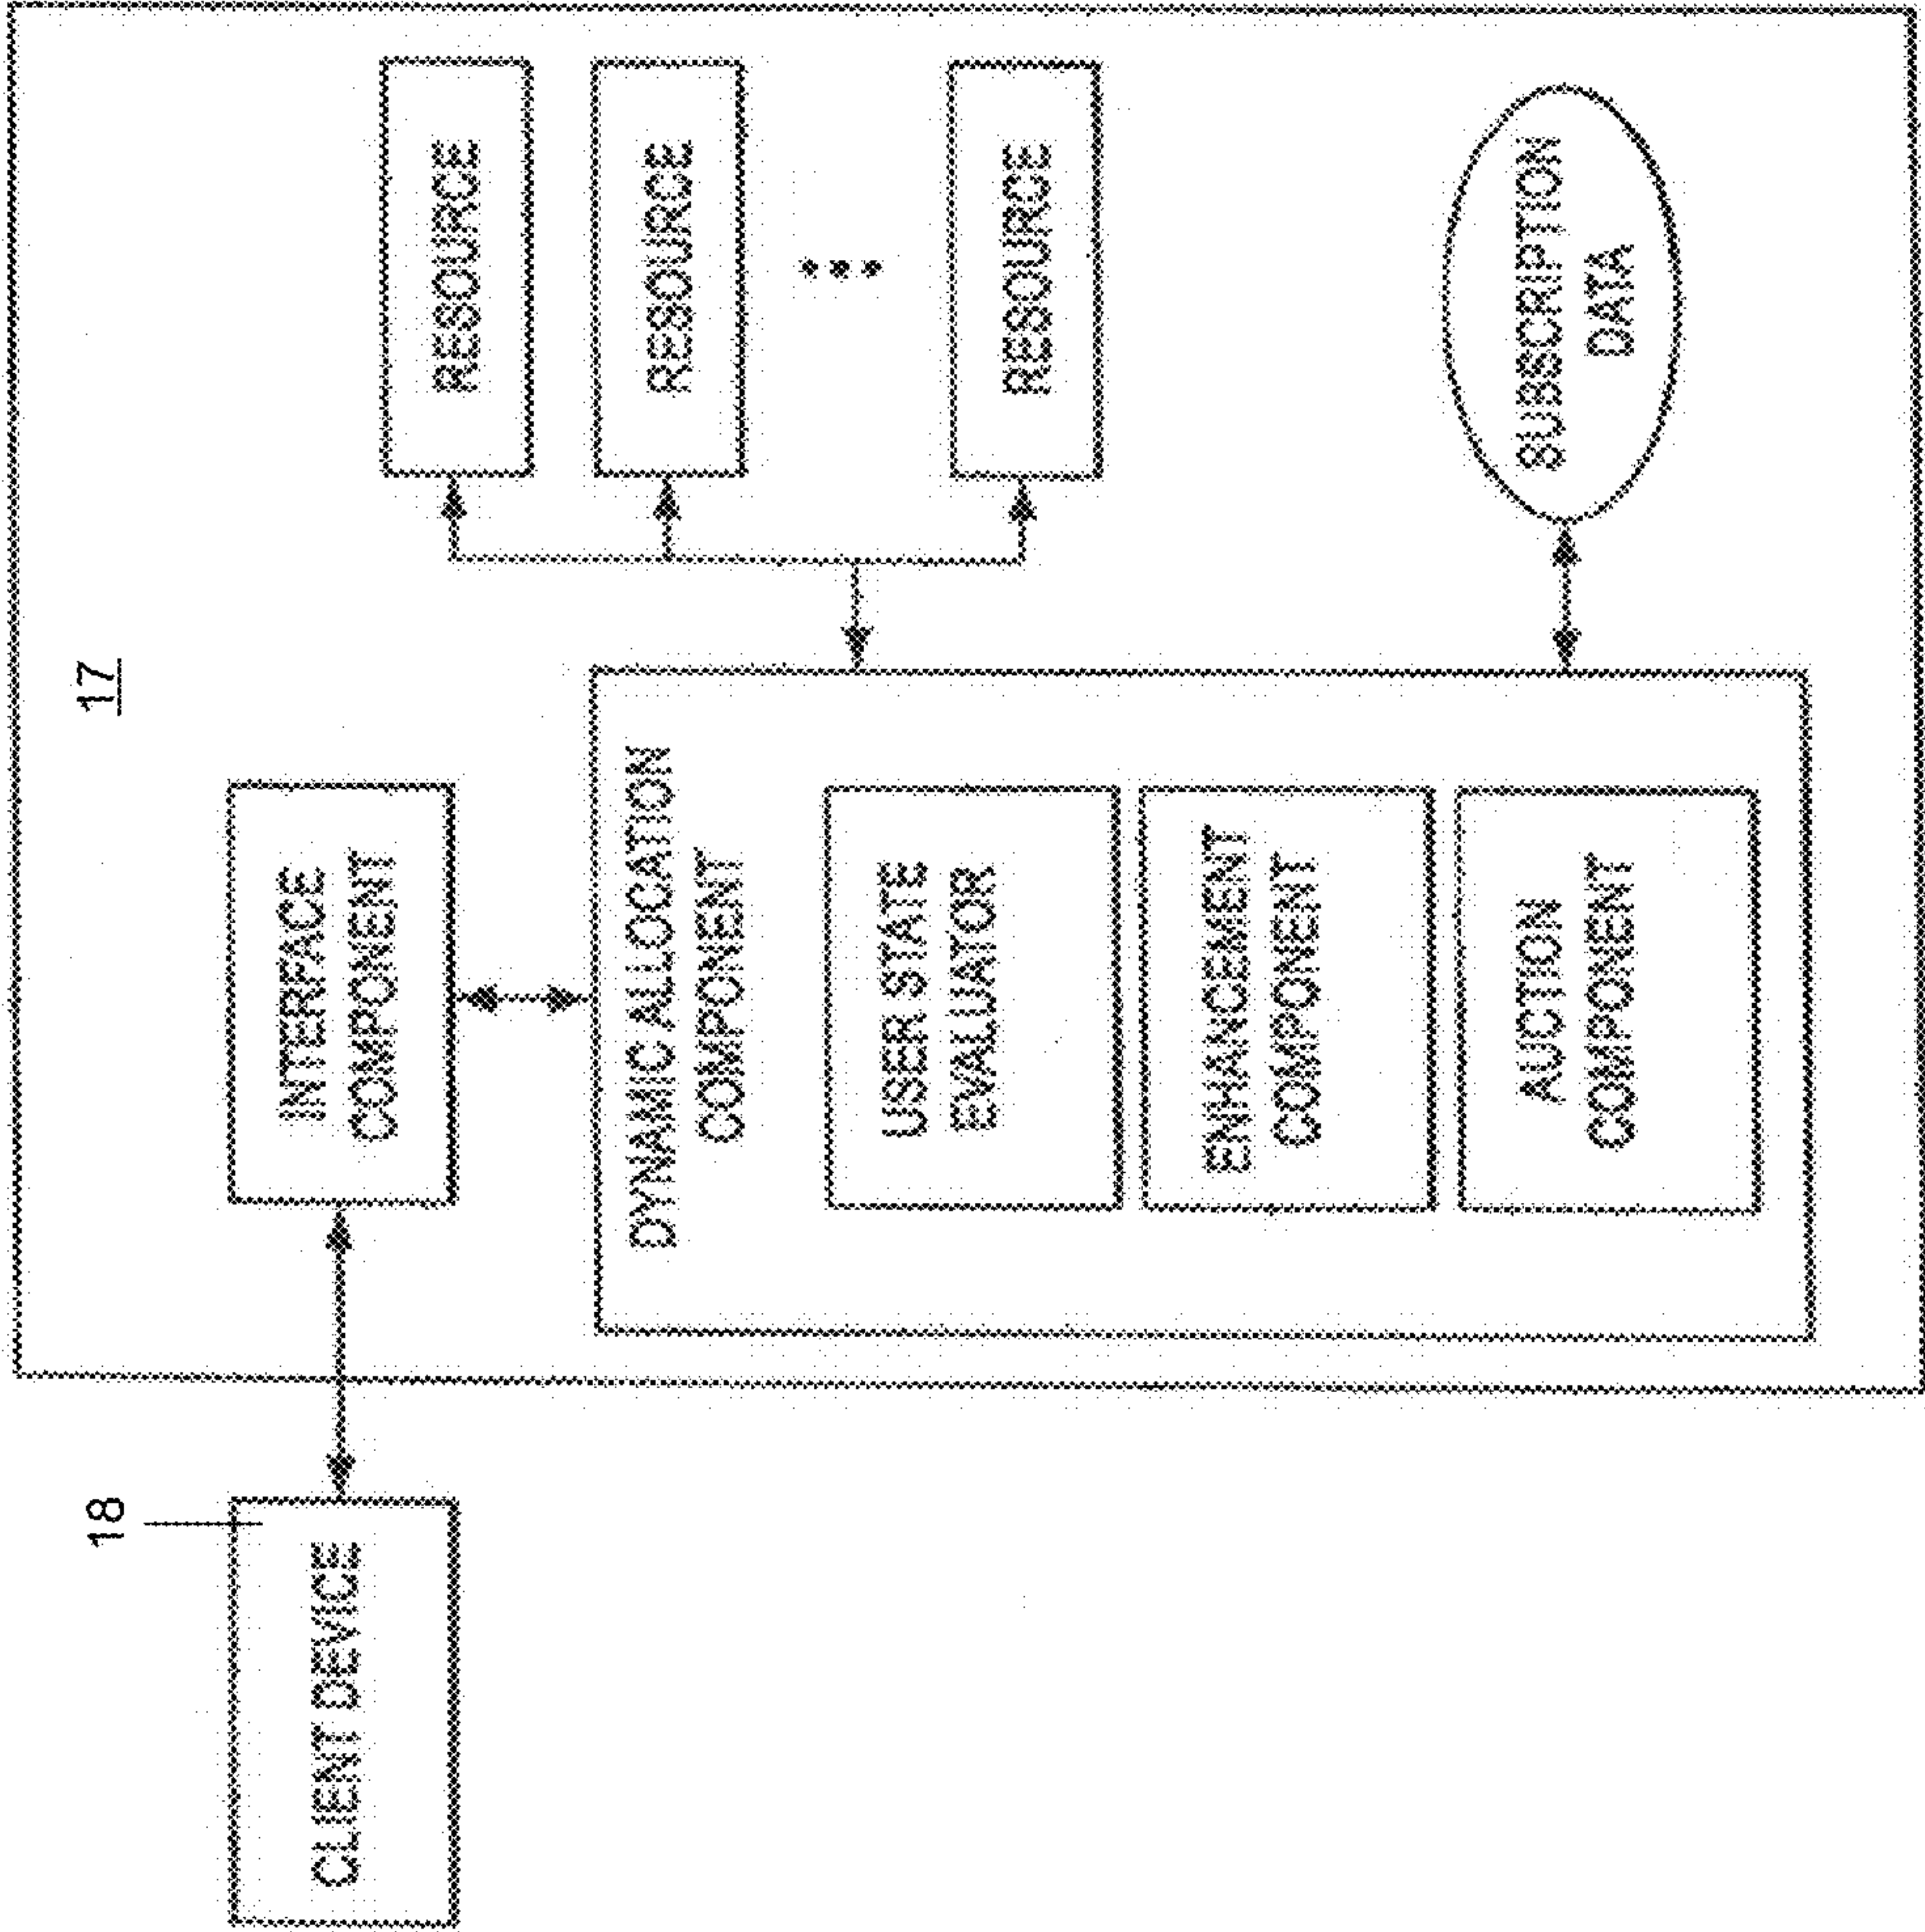 18
CLIENT DEVICE
17
INTERFACE
COMPONENT
DYNAMIC ALLOCATION
COMPONENT
USER STATE
EVALUATOR
ENHANCEMENT
COMPONENT
AUCTION
COMPONENT
RESOURCE
RESOURCE
RESOURCE
SUBSCRIPTION
DATA